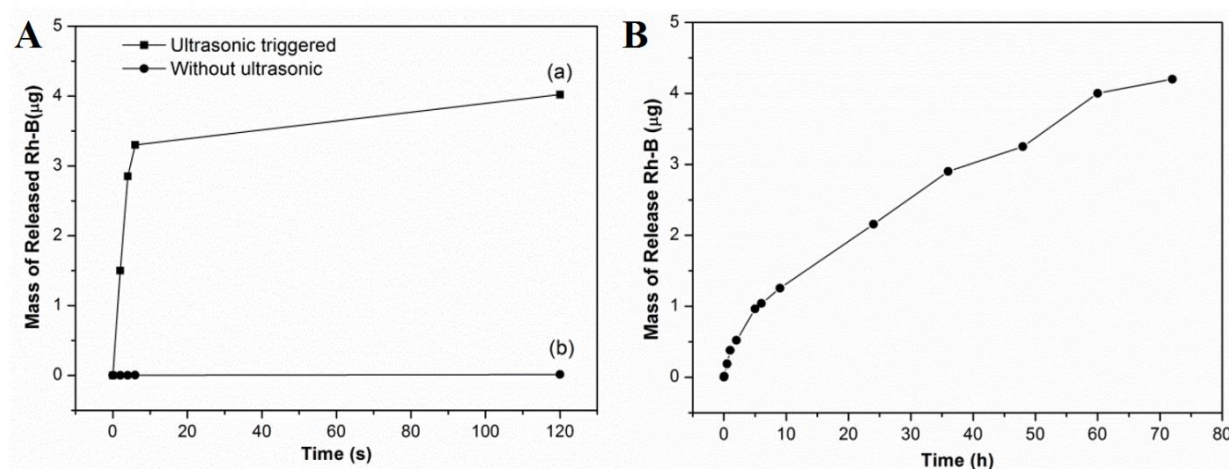 A
Ultrasonic triggered
Without ultrasonic
(a)
(b)
Mass of Released Rh-B(μg)
5
4
3
2
1
0
0 20 40 60 80 100 120
Time (s)
B
Mass of Release Rh-B (μg)
5
4
3
2
1
0
0 10 20 30 40 50 60 70 80
Time (h)